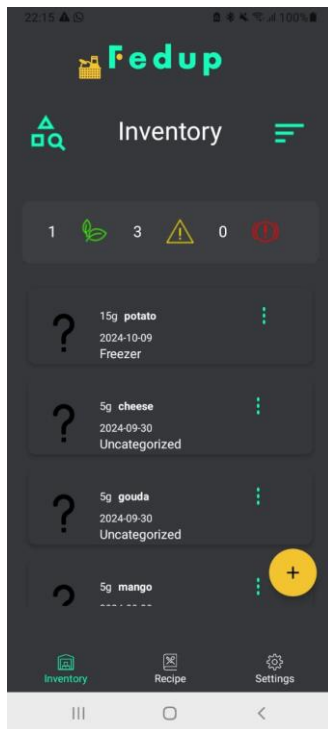 22:15
100%
Fedup
Inventory
1 3 0
15g potato
2024-10-09
Freezer
5g cheese
2024-09-30
Uncategorized
5g gouda
2024-09-30
Uncategorized
5g mango
Inventory Recipe Settings